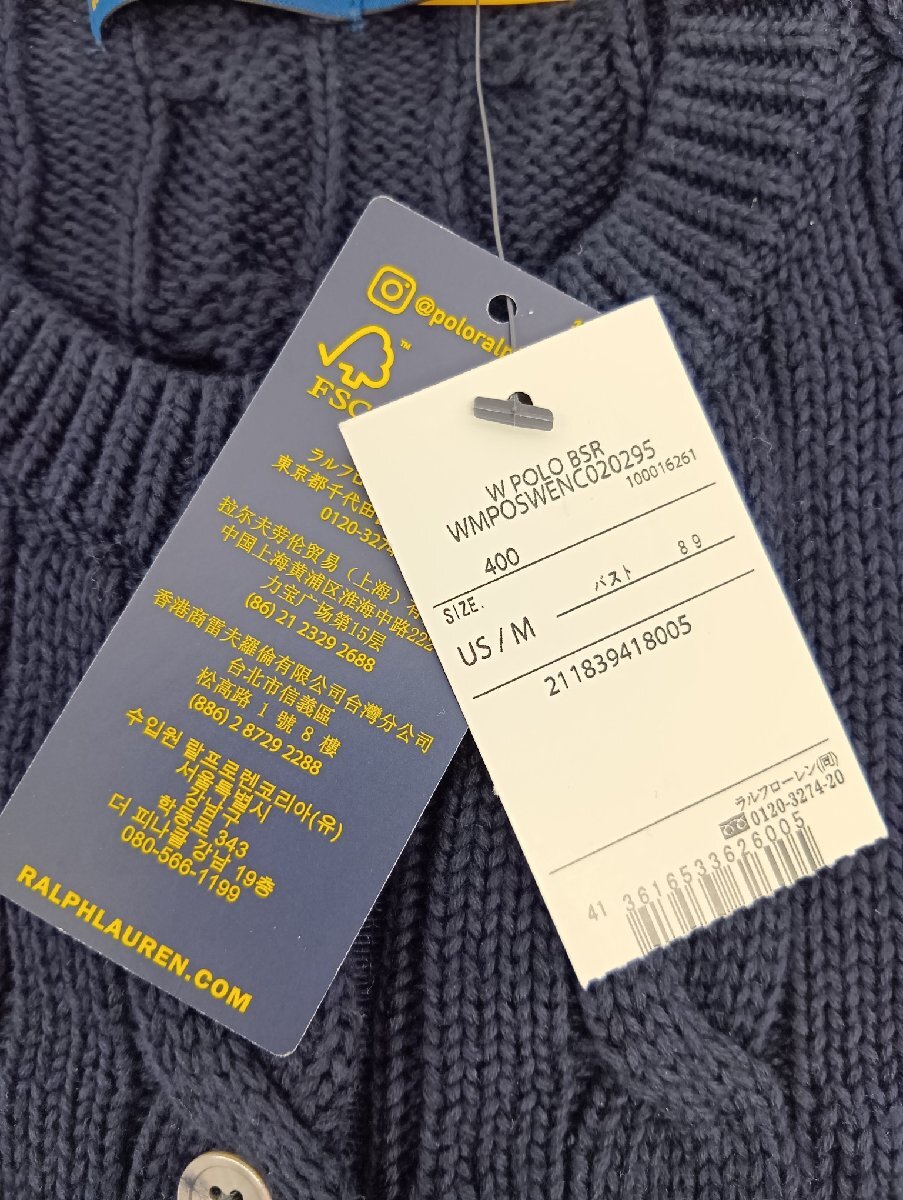 @poloralp
FSC
TM
ラルフ
東京都千代田
0120-3274
拉尔夫劳伦贸易（上海）有
中国上海黄浦区淮海中路222
力宝广场第15层
(86) 21 2329 2688
香港商雷夫羅倫有限公司台灣分公司
台北市信義區
松高路 1 號 8 樓
(886) 2 8729 2288
수입원 랄프로렌코리아(유)
서울특별시
강남구
학동로 343
더 피나클 강남 19층
080-566-1199
RALPHLAUREN.COM
W POLO BSR
WMPOSWENC020295
100016261
400
SIZE.
バスト 89
US / M
211839418005
ラルフローレン(同)
0120-3274-20
41 3616533626005